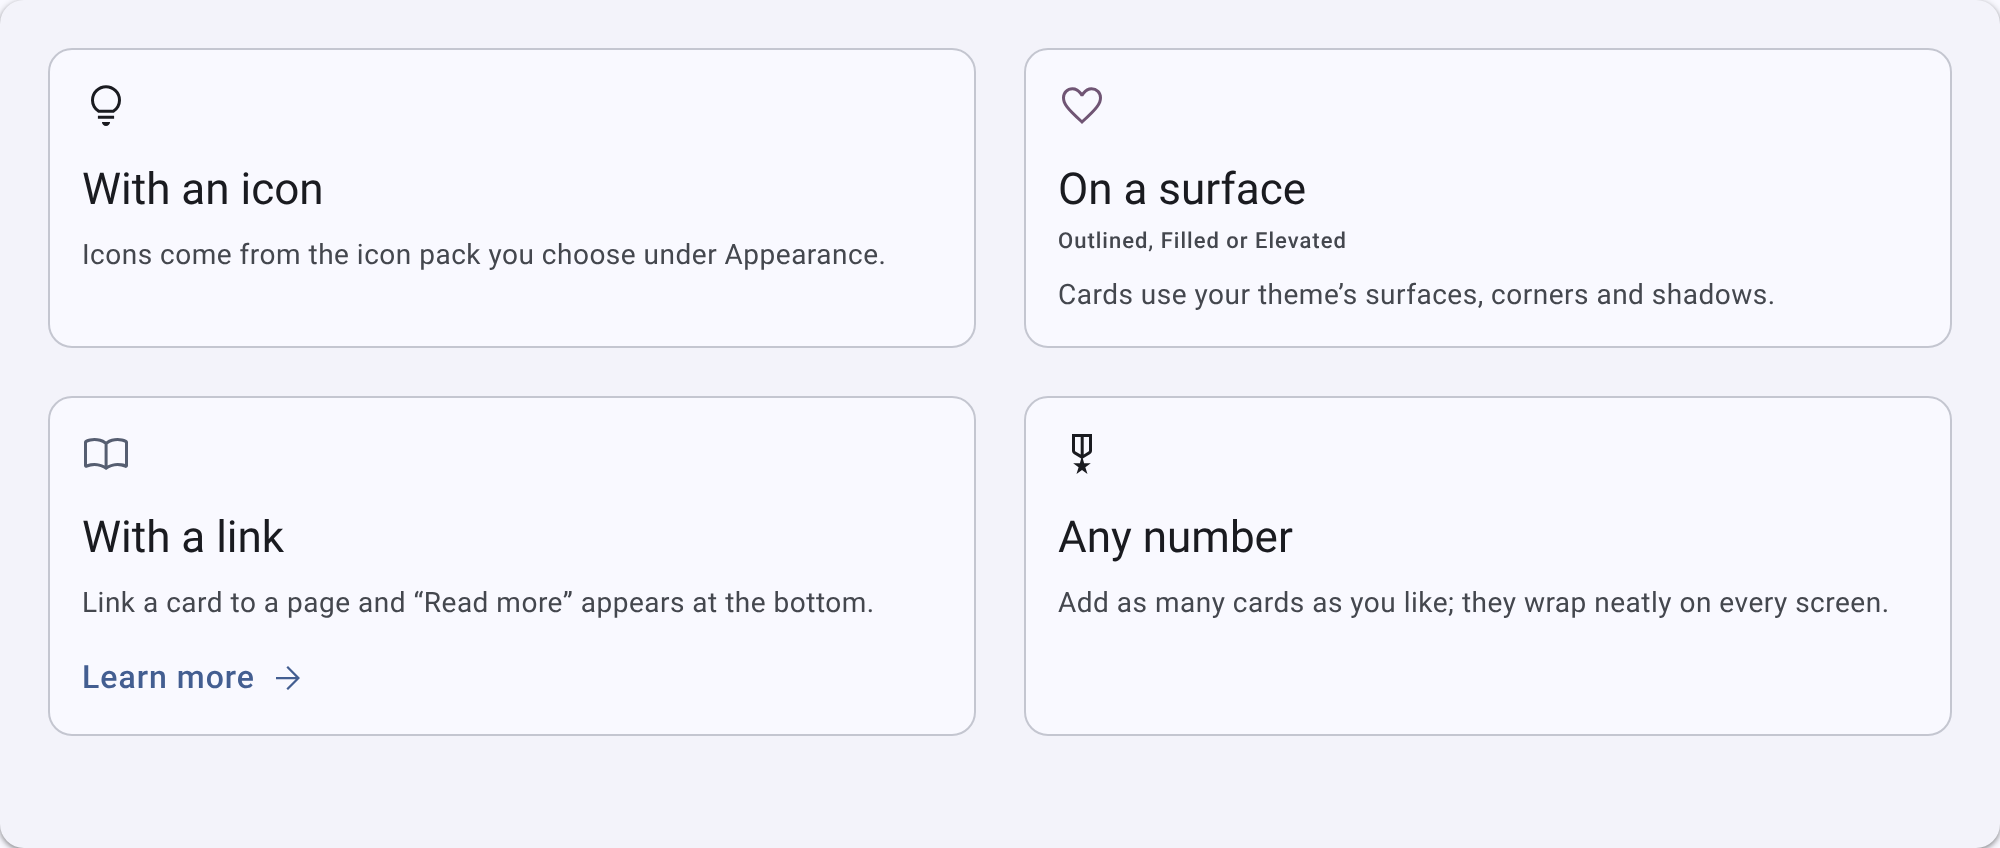 With an icon
Icons come from the icon pack you choose under Appearance.
On a surface
Outlined, Filled or Elevated
Cards use your theme’s surfaces, corners and shadows.
With a link
Link a card to a page and “Read more” appears at the bottom.
Learn more
Any number
Add as many cards as you like; they wrap neatly on every screen.